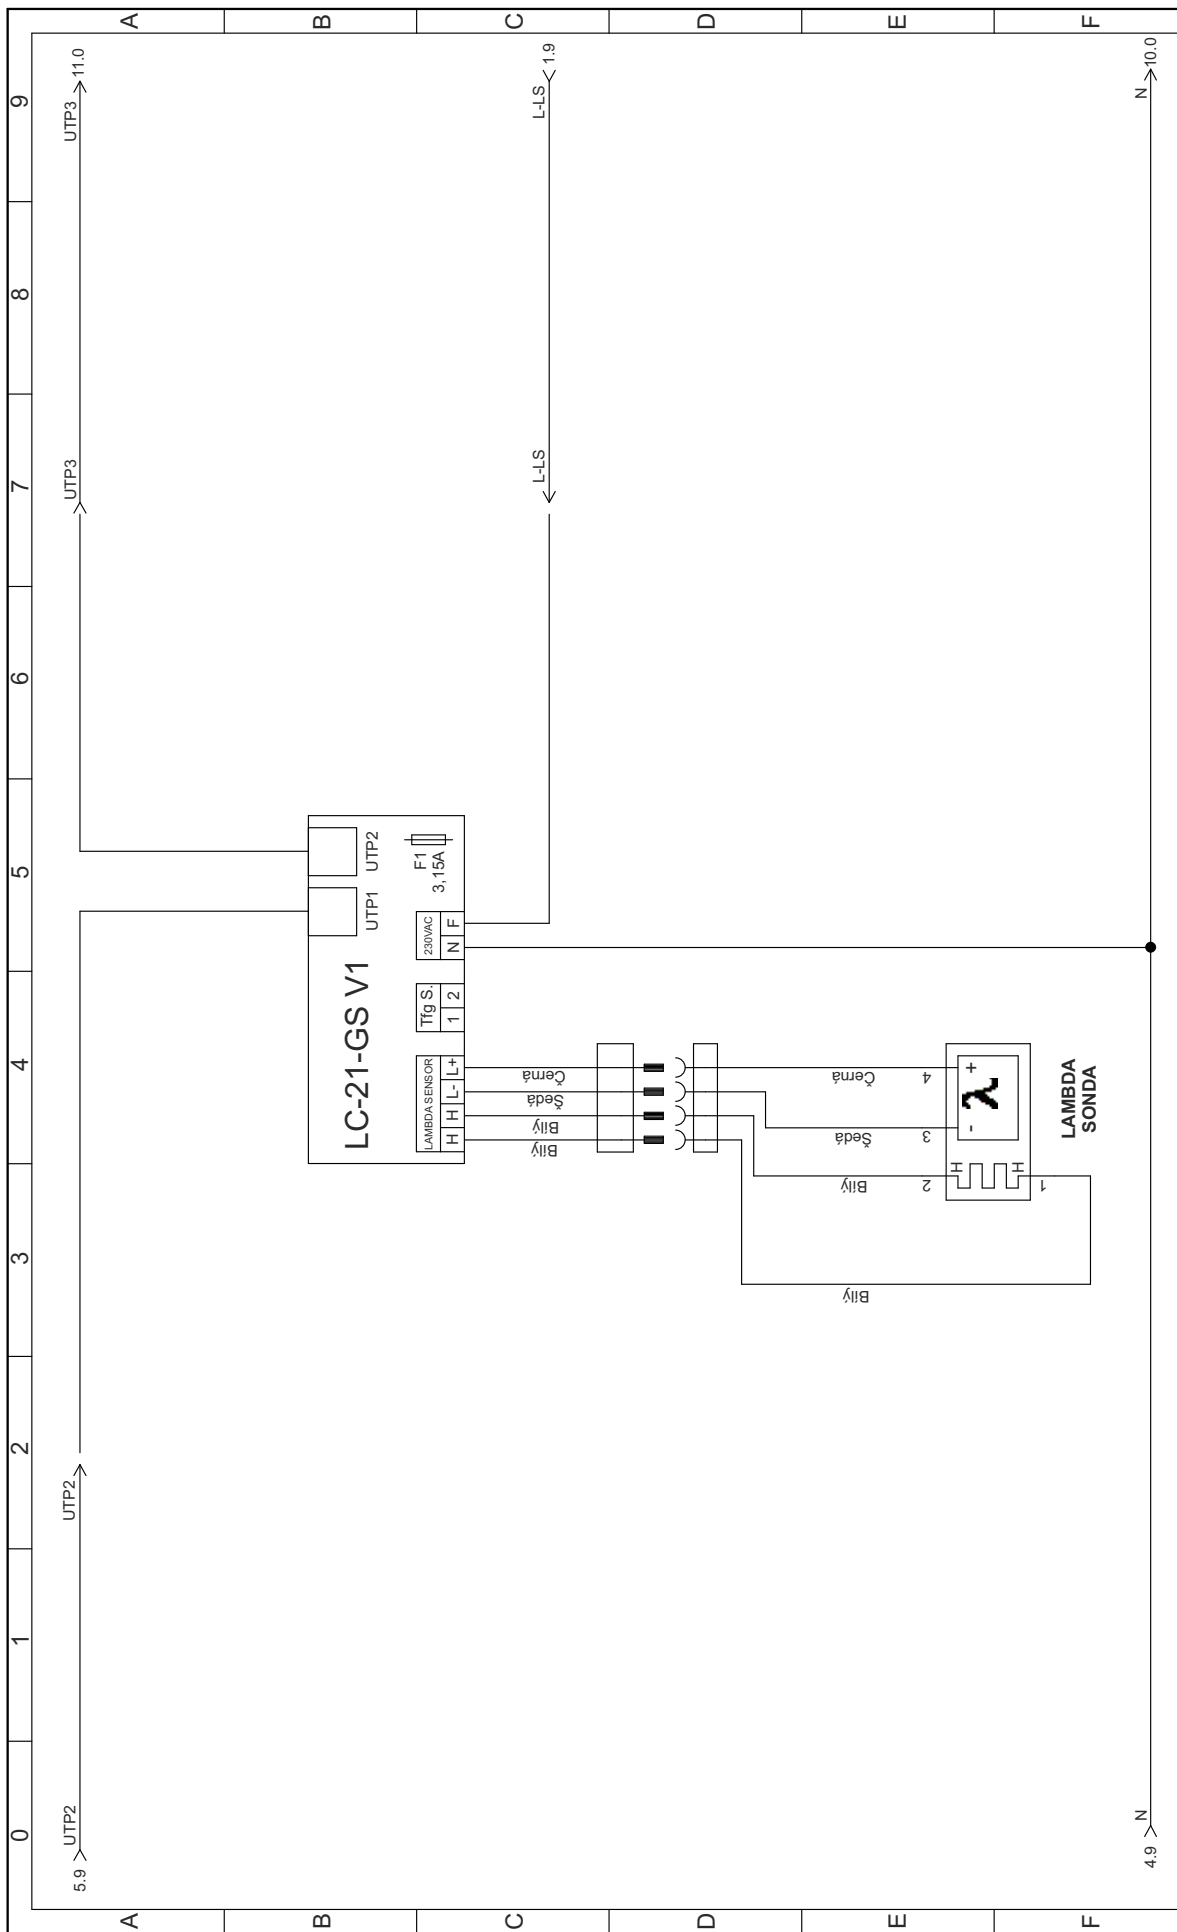 0 1 2 3 4 5 6 7 8 9
A A
B B
C C
D D
E E
F F
5.9 UTP2 UTP2 UTP3 UTP3 11.0
LC-21-GS V1
UTP1 UTP2
F1
3,15A
LAMBDA SENSOR Tfg S. 230VAC
H H L- L+ 1 2 N F
L-LS L-LS 1.9
Bílý Bílý Šedá Černá
Bílý Bílý Šedá Černá
2 3 4
H - + λ
H
1
LAMBDA
SONDA
4.9 N N 10.0